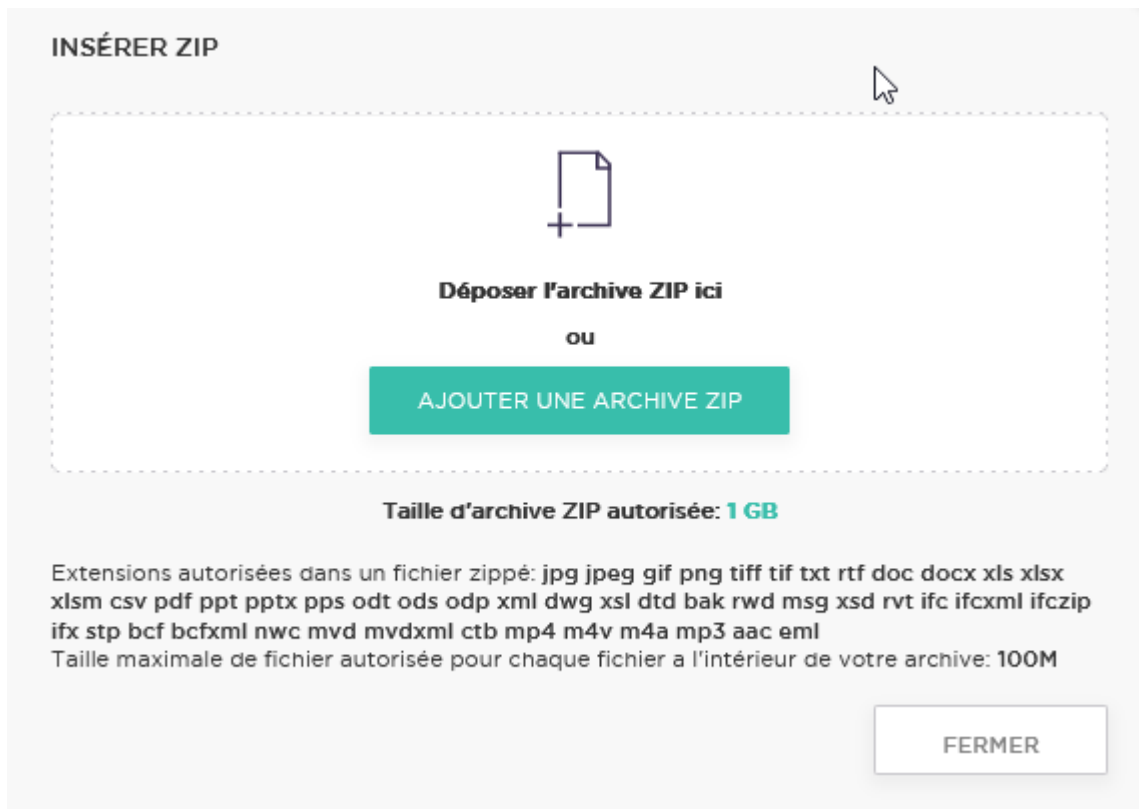 INSÉRER ZIP
Déposer l'archive ZIP ici
ou
AJOUTER UNE ARCHIVE ZIP
Taille d'archive ZIP autorisée: 1 GB
Extensions autorisées dans un fichier zippé: jpg jpeg gif png tiff tif txt rtf doc docx xls xlsx
xlsm csv pdf ppt pptx pps odt ods odp xml dwg xsl dtd bak rwd msg xsd rvt ifc ifcxml ifczip
ifx stp bcf bcfxml nwc mvd mvdxml ctb mp4 m4v m4a mp3 aac eml
Taille maximale de fichier autorisée pour chaque fichier a l'intérieur de votre archive: 100M
FERMER